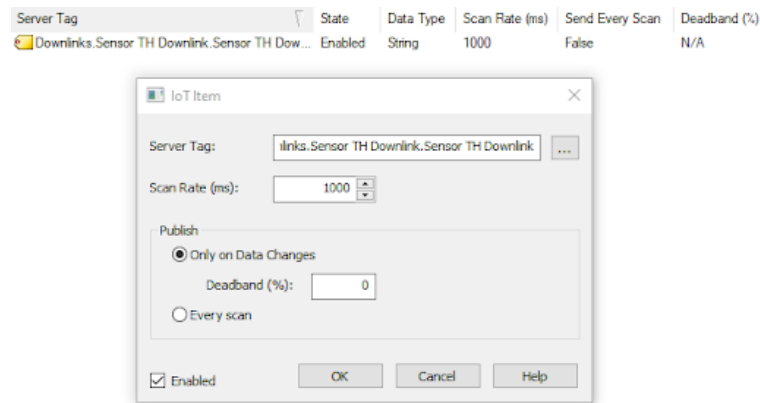 Server Tag State Data Type Scan Rate (ms) Send Every Scan Deadband (%)
Downlinks.Sensor TH Downlink.Sensor TH Dow... Enabled String 1000 False N/A
IoT Item
Server Tag: ilinks.Sensor TH Downlink.Sensor TH Downlink ...
Scan Rate (ms): 1000
Publish
Only on Data Changes
Deadband (%): 0
Every scan
Enabled OK Cancel Help